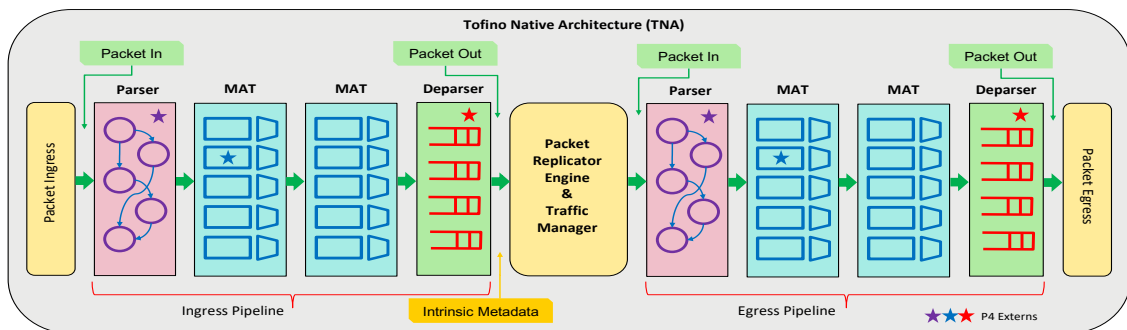 Tofino Native Architecture (TNA)
Packet In
Packet Out
Packet In
Packet Out
Parser
MAT
MAT
Deparser
Parser
MAT
MAT
Deparser
Packet Ingress
Packet
Replicator
Engine
&
Traffic
Manager
Packet Egress
Ingress Pipeline
Intrinsic Metadata
Egress Pipeline
P4 Externs